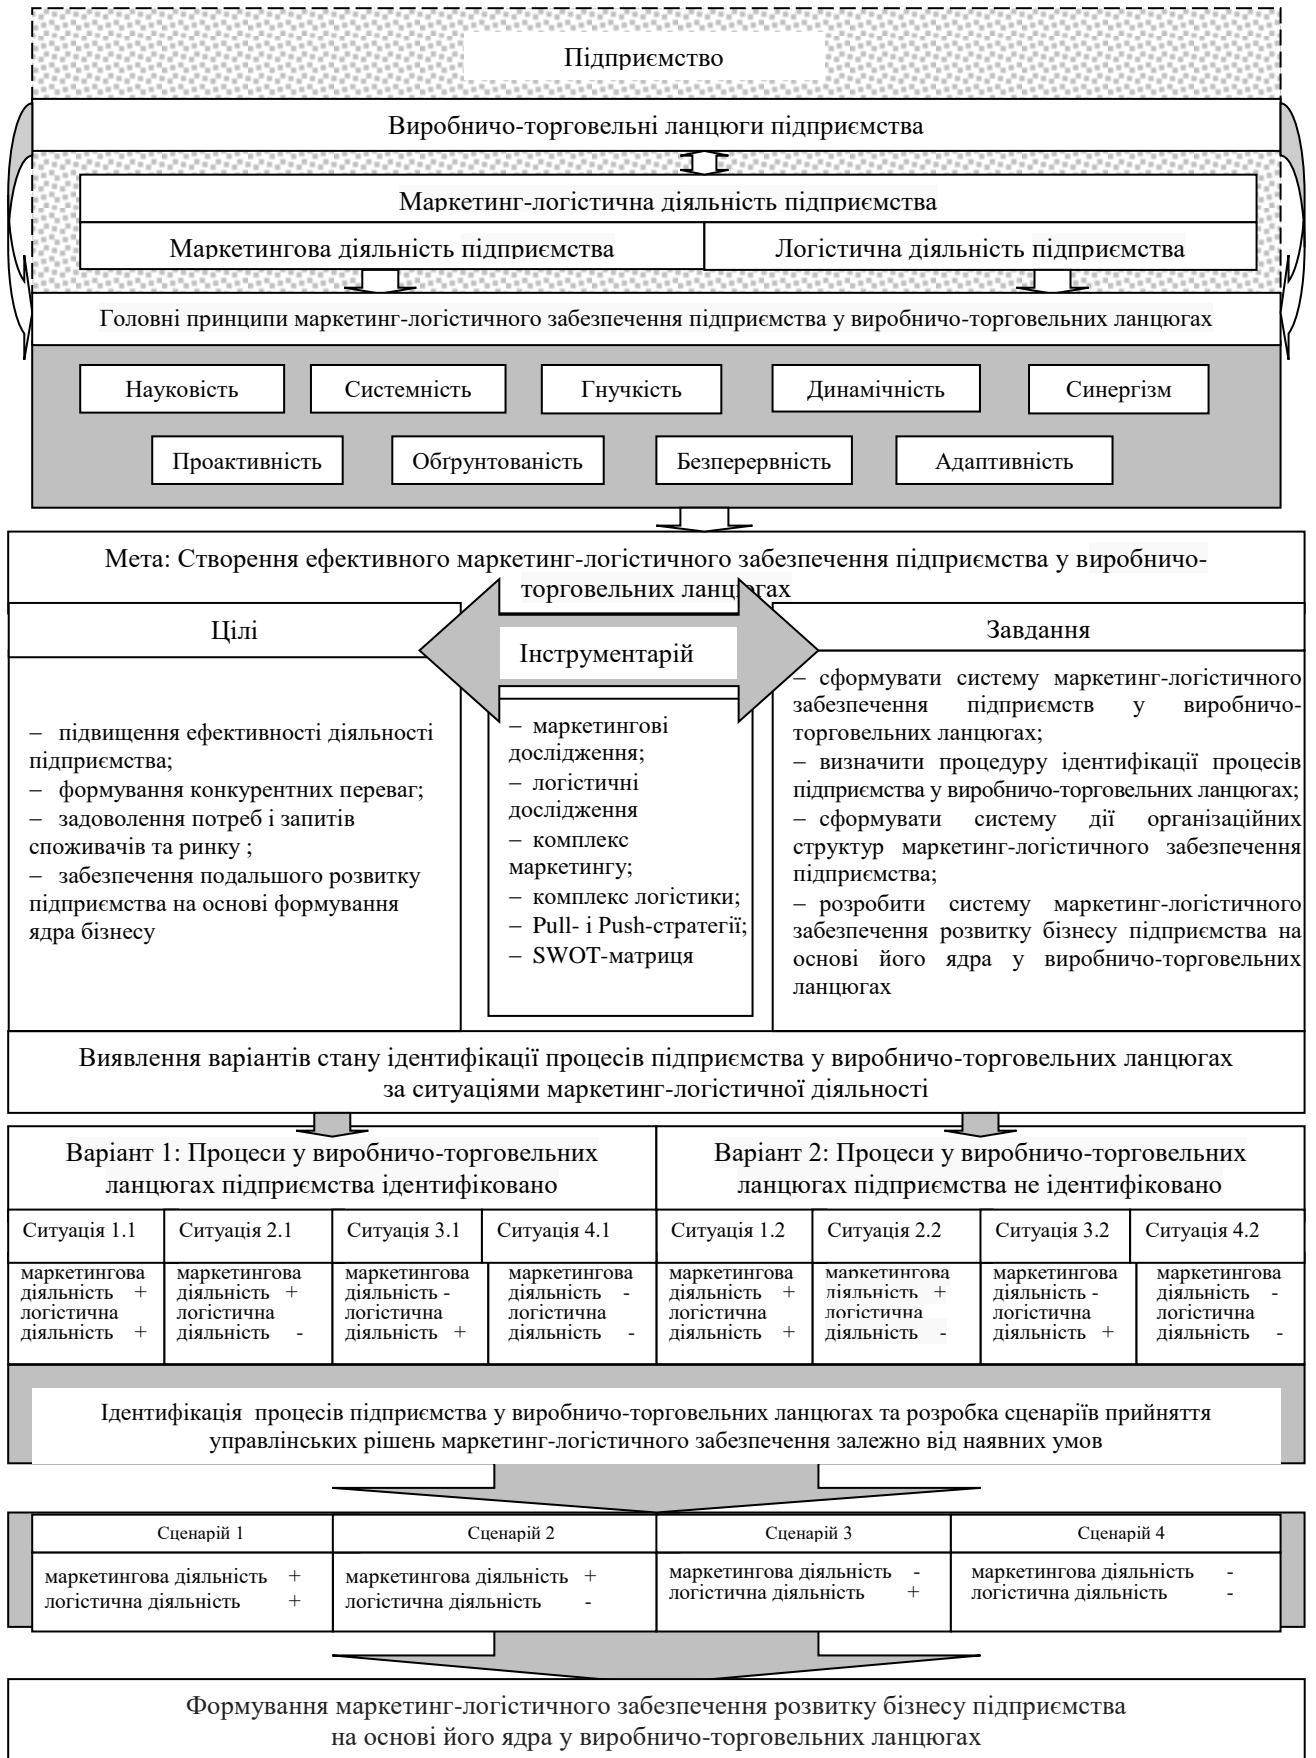 Підприємство
Виробничо-торговельні ланцюги підприємства
Маркетинг-логістична діяльність підприємства
Маркетингова діяльність підприємства
Логістична діяльність підприємства
Головні принципи маркетинг-логістичного забезпечення підприємства у виробничо-торговельних ланцюгах
Науковість
Системність
Гнучкість
Динамічність
Синергізм
Проактивність
Обґрунтованість
Безперервність
Адаптивність
Мета: Створення ефективного маркетинг-логістичного забезпечення підприємства у виробничо-
торговельних ланцюгах
Цілі
– підвищення ефективності діяльності
підприємства;
– формування конкурентних переваг;
– задоволення потреб і запитів
споживачів та ринку ;
– забезпечення подальшого розвитку
підприємства на основі формування
ядра бізнесу
Інструментарій
– маркетингові
дослідження;
– логістичні
дослідження
– комплекс
маркетингу;
– комплекс логістики;
– Pull- і Push-стратегії;
– SWOT-матриця
Завдання
– сформувати систему маркетинг-логістичного
забезпечення підприємств у виробничо-
торговельних ланцюгах;
– визначити процедуру ідентифікації процесів
підприємства у виробничо-торговельних ланцюгах;
– сформувати систему дії організаційних
структур маркетинг-логістичного забезпечення
підприємства;
– розробити систему маркетинг-логістичного
забезпечення розвитку бізнесу підприємства на
основі його ядра у виробничо-торговельних
ланцюгах
Виявлення варіантів стану ідентифікації процесів підприємства у виробничо-торговельних ланцюгах
за ситуаціями маркетинг-логістичної діяльності
Варіант 1: Процеси у виробничо-торговельних
ланцюгах підприємства ідентифіковано
Варіант 2: Процеси у виробничо-торговельних
ланцюгах підприємства не ідентифіковано
Ситуація 1.1
Ситуація 2.1
Ситуація 3.1
Ситуація 4.1
Ситуація 1.2
Ситуація 2.2
Ситуація 3.2
Ситуація 4.2
маркетингова
діяльність +
логістична
діяльність +
маркетингова
діяльність +
логістична
діяльність -
маркетингова
діяльність -
логістична
діяльність +
маркетингова
діяльність -
логістична
діяльність -
маркетингова
діяльність +
логістична
діяльність +
маркетингова
діяльність +
логістична
діяльність -
маркетингова
діяльність -
логістична
діяльність +
маркетингова
діяльність -
логістична
діяльність -
Ідентифікація процесів підприємства у виробничо-торговельних ланцюгах та розробка сценаріїв прийняття
управлінських рішень маркетинг-логістичного забезпечення залежно від наявних умов
Сценарій 1
Сценарій 2
Сценарій 3
Сценарій 4
маркетингова діяльність +
логістична діяльність +
маркетингова діяльність +
логістична діяльність -
маркетингова діяльність -
логістична діяльність +
маркетингова діяльність -
логістична діяльність -
Формування маркетинг-логістичного забезпечення розвитку бізнесу підприємства
на основі його ядра у виробничо-торговельних ланцюгах